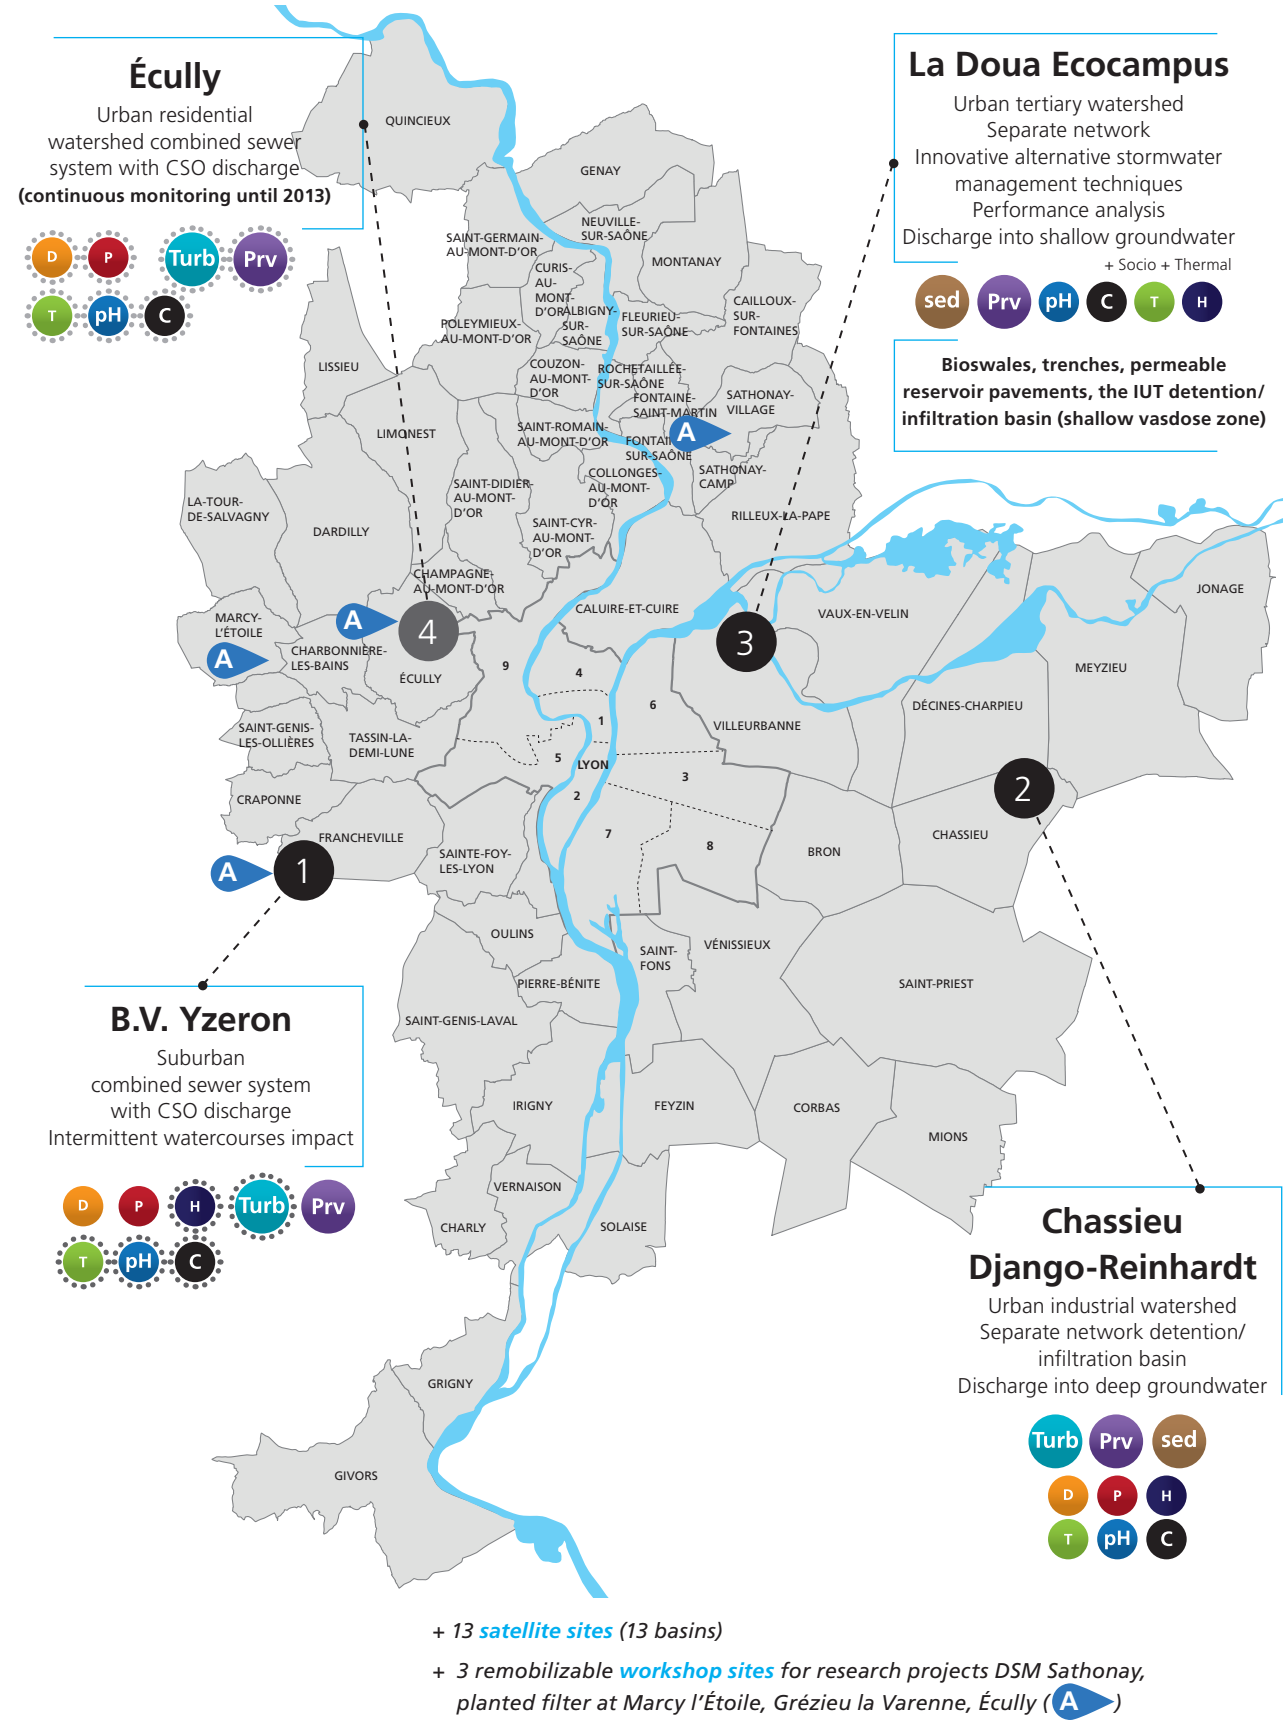 Écully
Urban residential
watershed combined sewer
system with CSO discharge
(continuous monitoring until 2013)
D
P
Turb
Prv
T
pH
C
La Doua Ecocampus
Urban tertiary watershed
Separate network
Innovative alternative stormwater
management techniques
Performance analysis
Discharge into shallow groundwater
+ Socio + Thermal
sed
Prv
pH
C
T
H
Bioswales, trenches, permeable
reservoir pavements, the IUT detention/
infiltration basin (shallow vasdose zone)
QUINCIEUX
GENAY
NEUVILLE-
SUR-SAÔNE
SAINT-GERMAIN-
AU-MONT-D'OR
MONTANAY
CURIS-
AU-
MONT-
D'OR
ALBIGNY-
SUR-
SAÔNE
CAILLOUX-
SUR-
FONTAINES
POLEYMIEUX-
AU-MONT-D'OR
FLEURIEU-
SUR-SAÔNE
LISSIEU
COUZON-
AU-MONT-
D'OR
ROCHETAILLÉE-
SUR-SAÔNE
FONTAINE-
SAINT-MARTIN
SATHONAY-
VILLAGE
LIMONEST
SAINT-ROMAIN-
AU-MONT-D'OR
A
SUR-SAÔNE
SATHONAY-
CAMP
COLLONGES-
AU-MONT-
D'OR
SAINT-DIDIER-
AU-MONT-
D'OR
LA-TOUR-
DE-SALVAGNY
DARDILLY
SAINT-CYR-
AU-MONT-
D'OR
RILLEUX-LA-PAPE
CHAMPAGNE-
AU-MONT-D'OR
CALUIRE-ET-CUIRE
VAUX-EN-VELIN
JONAGE
MARCY-
L'ÉTOILE
A
4
3
A
CHARBONNIÈRE-
LES-BAINS
ÉCULLY
9
4
MEYZIEU
6
1
DÉCINES-CHARPIEU
VILLEURBANNE
SAINT-GENIS-
LES-OLLIÈRES
TASSIN-LA-
DEMI-LUNE
5
LYON
3
2
2
CRAPONNE
FRANCHEVILLE
7
8
CHASSIEU
BRON
SAINTE-FOY-
LES-LYON
A
1
OULINS
SAINT-
FONS
VÉNISSIEUX
PIERRE-BÉNITE
SAINT-PRIEST
SAINT-GENIS-LAVAL
IRIGNY
FEYZIN
CORBAS
MIONS
VERNAISON
CHARLY
SOLAISE
GRIGNY
GIVORS
B.V. Yzeron
Suburban
combined sewer system
with CSO discharge
Intermittent watercourses impact
D
P
H
Turb
Prv
T
pH
C
Chassieu
Django-Reinhardt
Urban industrial watershed
Separate network detention/
infiltration basin
Discharge into deep groundwater
Turb
Prv
sed
D
P
H
T
pH
C
+ 13 satellite sites (13 basins)
+ 3 remobilizable workshop sites for research projects DSM Sathonay,
planted filter at Marcy l'Étoile, Grézieu la Varenne, Écully ( A )